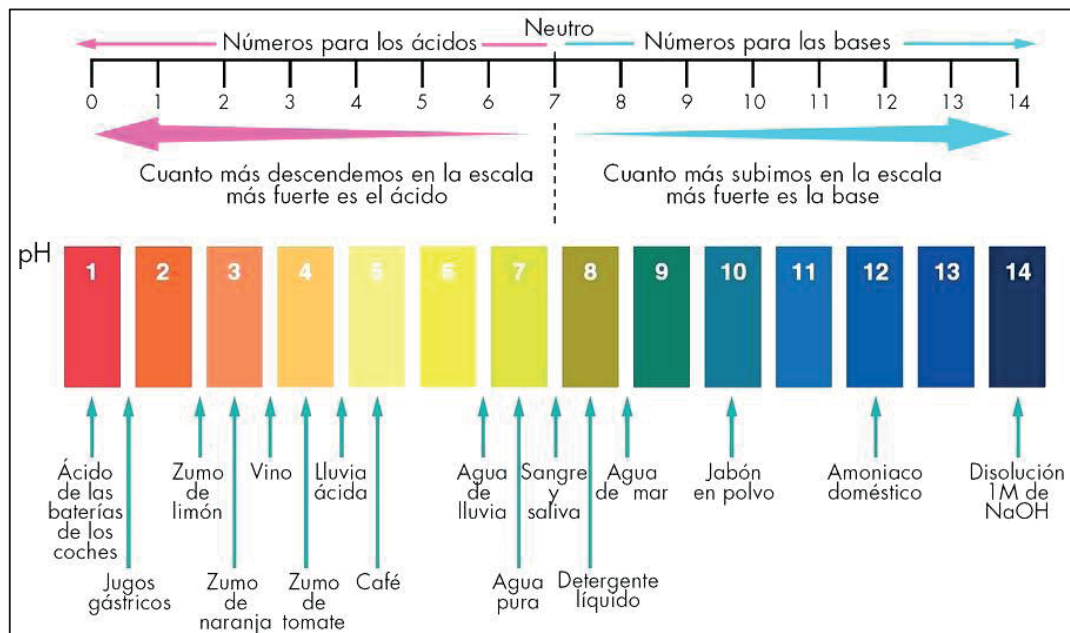 Neutro
Números para los ácidos
Números para las bases
0 1 2 3 4 5 6 7 8 9 10 11 12 13 14
Cuanto más descendemos en la escala
más fuerte es el ácido
Cuanto más subimos en la escala
más fuerte es la base
pH
1 2 3 4 5 6 7 8 9 10 11 12 13 14
Ácido
de las
baterías
de los
coches
Jugos
gástricos
Zumo
de
limón
Zumo
de
naranja
Vino
Zumo
de
tomate
Lluvia
ácida
Café
Agua
de
lluvia
Agua
pura
Sangre
y
saliva
Detergente
líquido
Agua
de mar
Jabón
en polvo
Amoniaco
doméstico
Disolución
1M de
NaOH